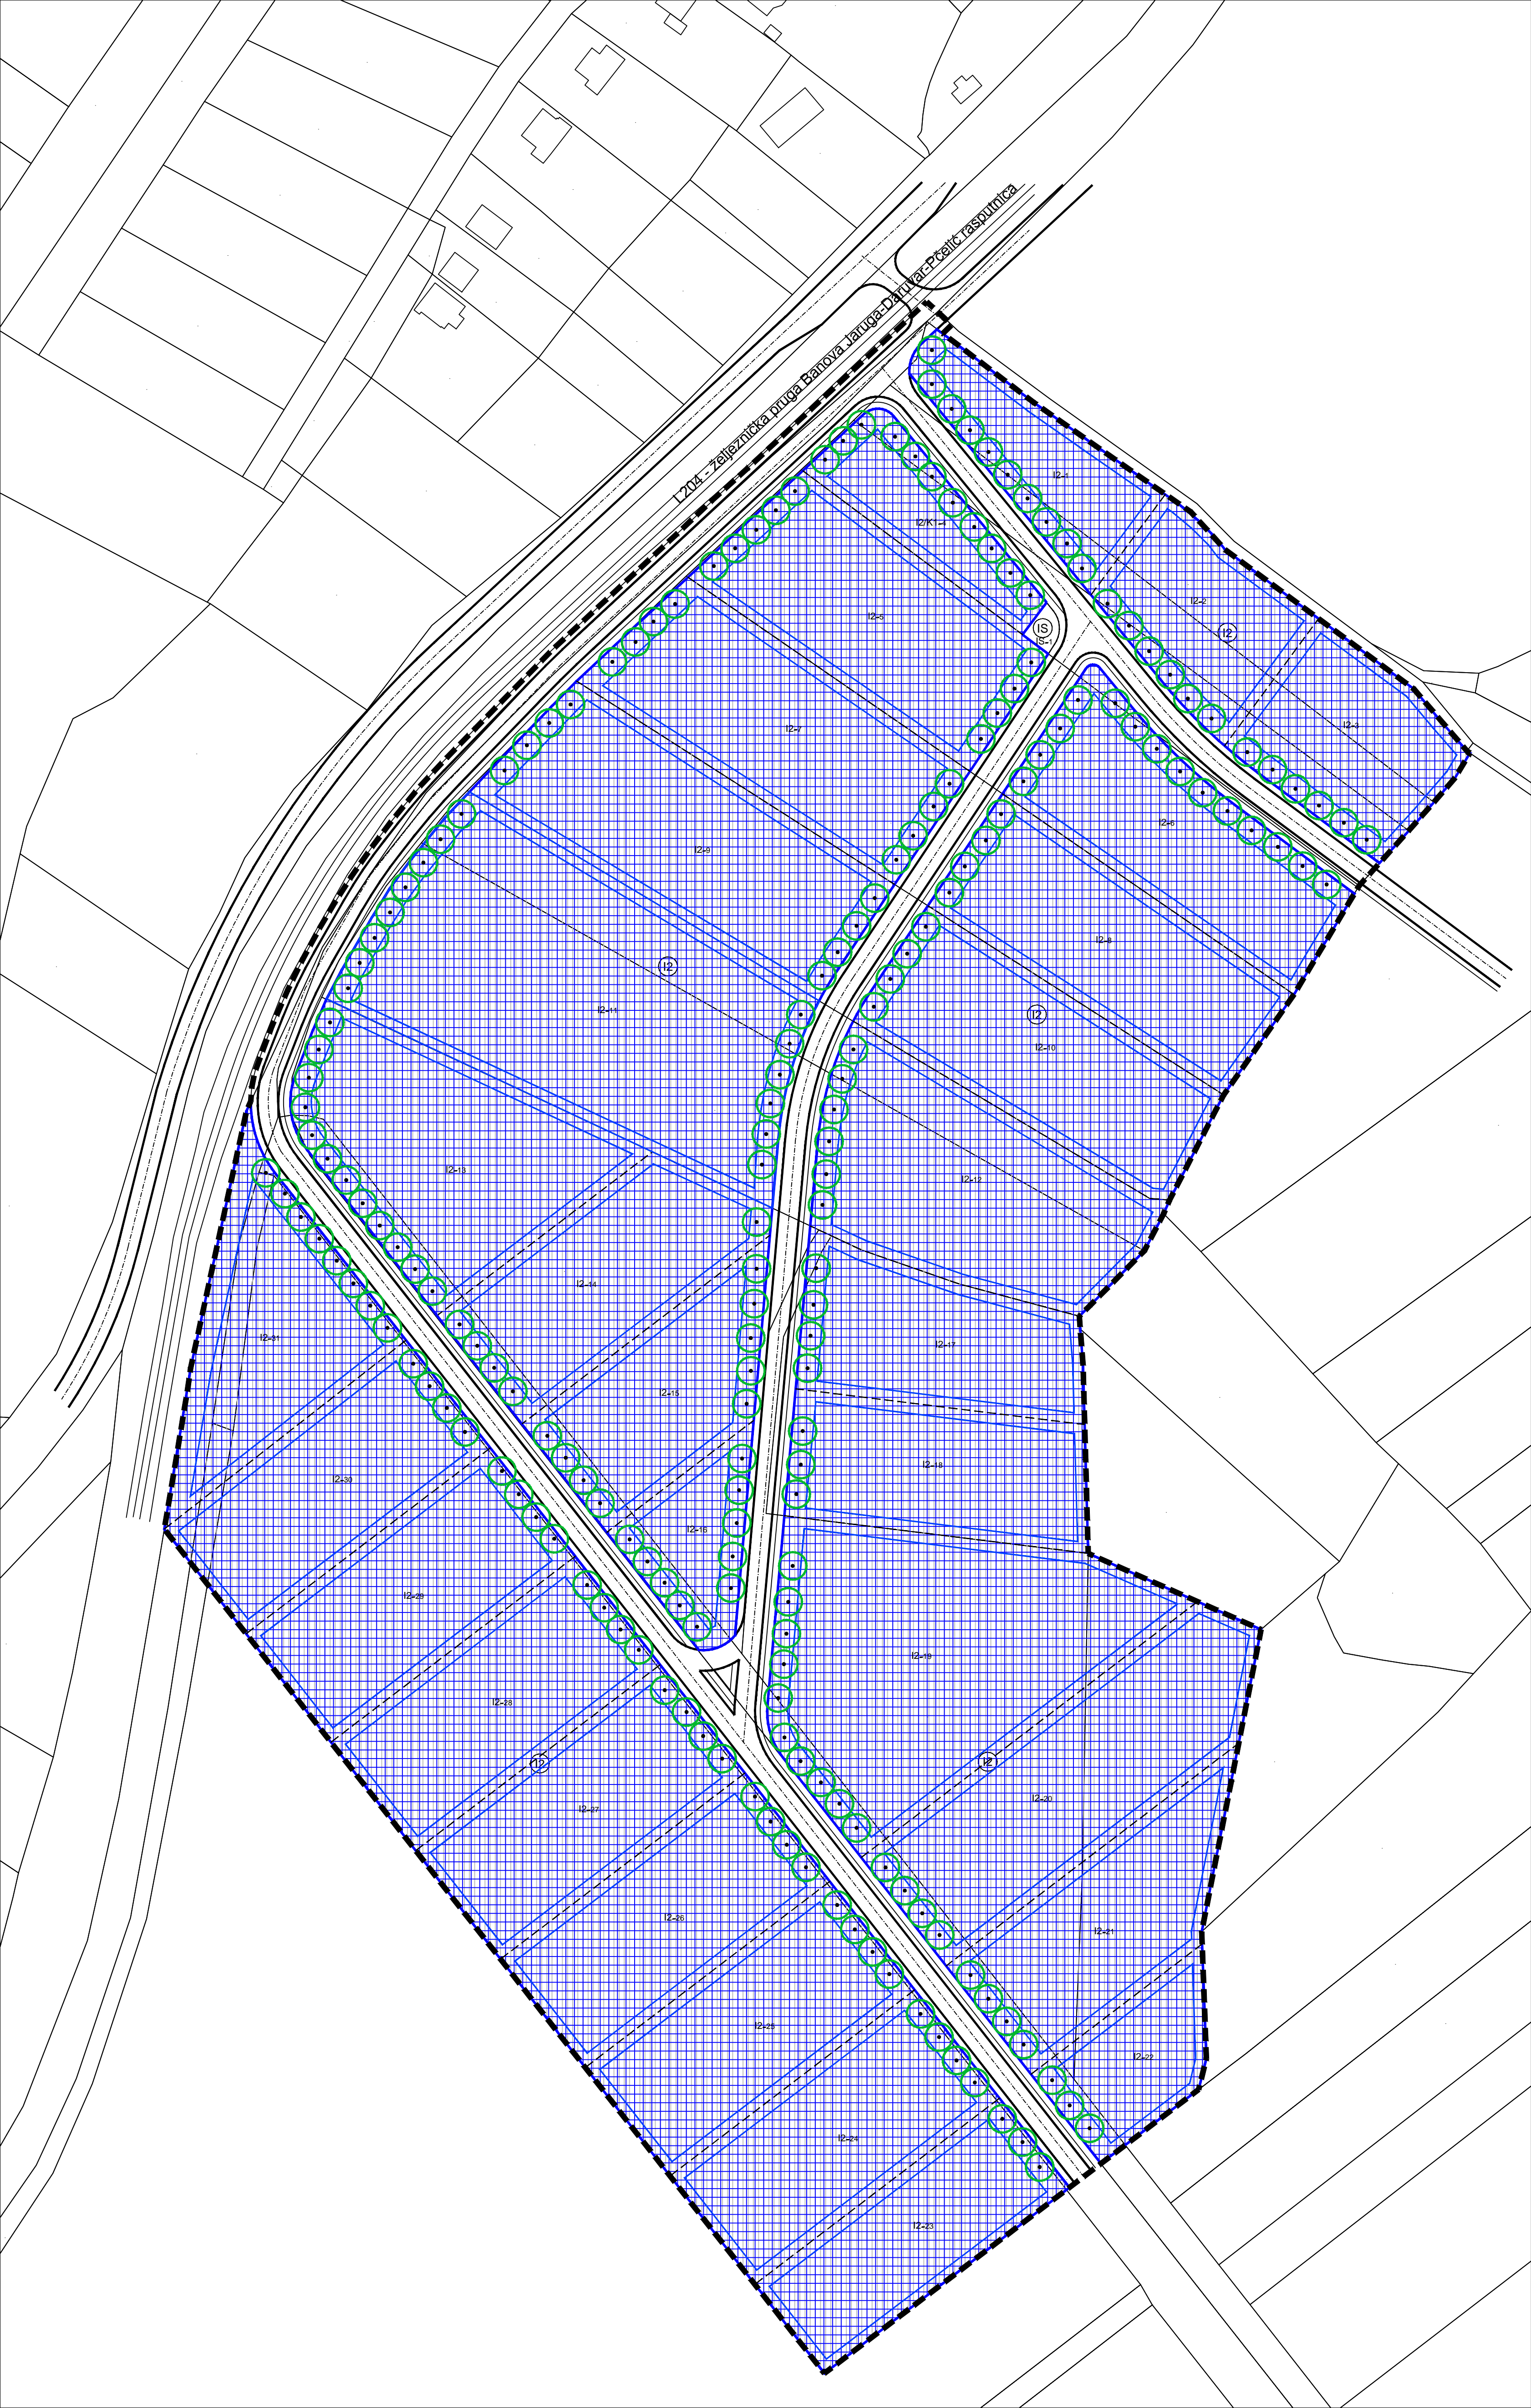 L204 - željeznička pruga Banova Jaruga-Daruvar-Pčelić rasputnica
I2-1
I2/K1-4
I2-2
I2-5
IS
IS-1
I2
I2-3
I2-7
I2-6
I2-9
I2-8
I2
I2-11
I2
I2-10
I2-13
I2-12
I2-14
I2-31
I2-17
I2-15
I2-18
I2-30
I2-16
I2-29
I2-19
I2-28
I2
I2
I2-20
I2-27
I2-26
I2-21
I2-25
I2-22
I2-24
I2-23